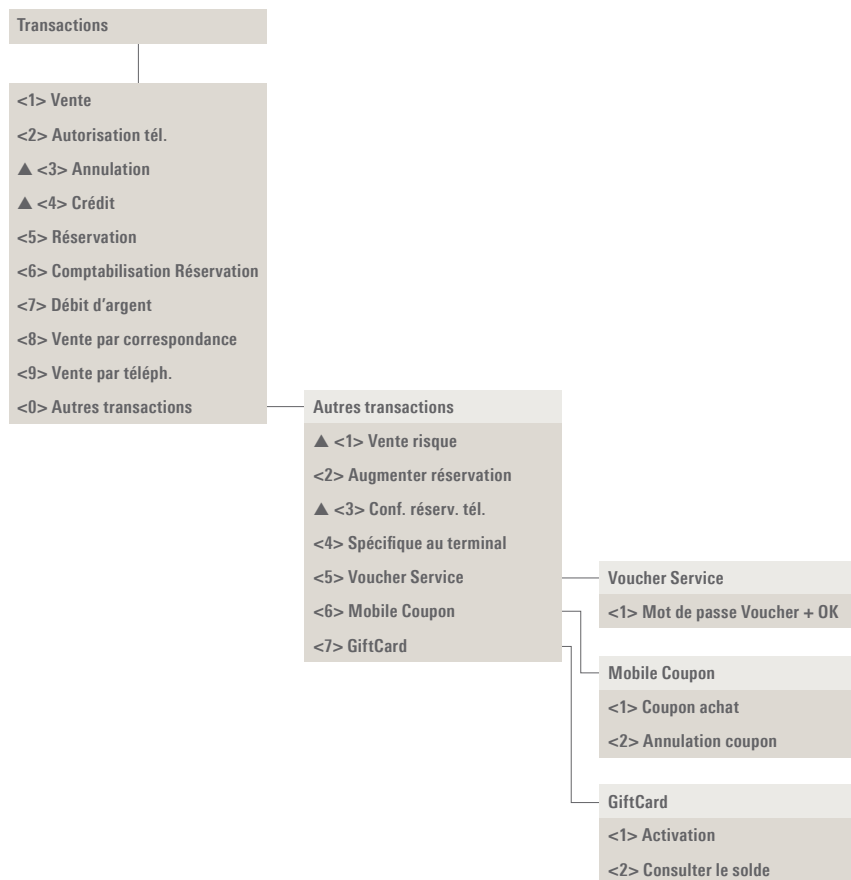 Transactions
<1> Vente
<2> Autorisation tél.
▲ <3> Annulation
▲ <4> Crédit
<5> Réservation
<6> Comptabilisation Réservation
<7> Débit d'argent
<8> Vente par correspondance
<9> Vente par téléph.
<0> Autres transactions
Autres transactions
▲ <1> Vente risque
<2> Augmenter réservation
▲ <3> Conf. réserv. tél.
<4> Spécifique au terminal
<5> Voucher Service
<6> Mobile Coupon
<7> GiftCard
Voucher Service
<1> Mot de passe Voucher + OK
Mobile Coupon
<1> Coupon achat
<2> Annulation coupon
GiftCard
<1> Activation
<2> Consulter le solde